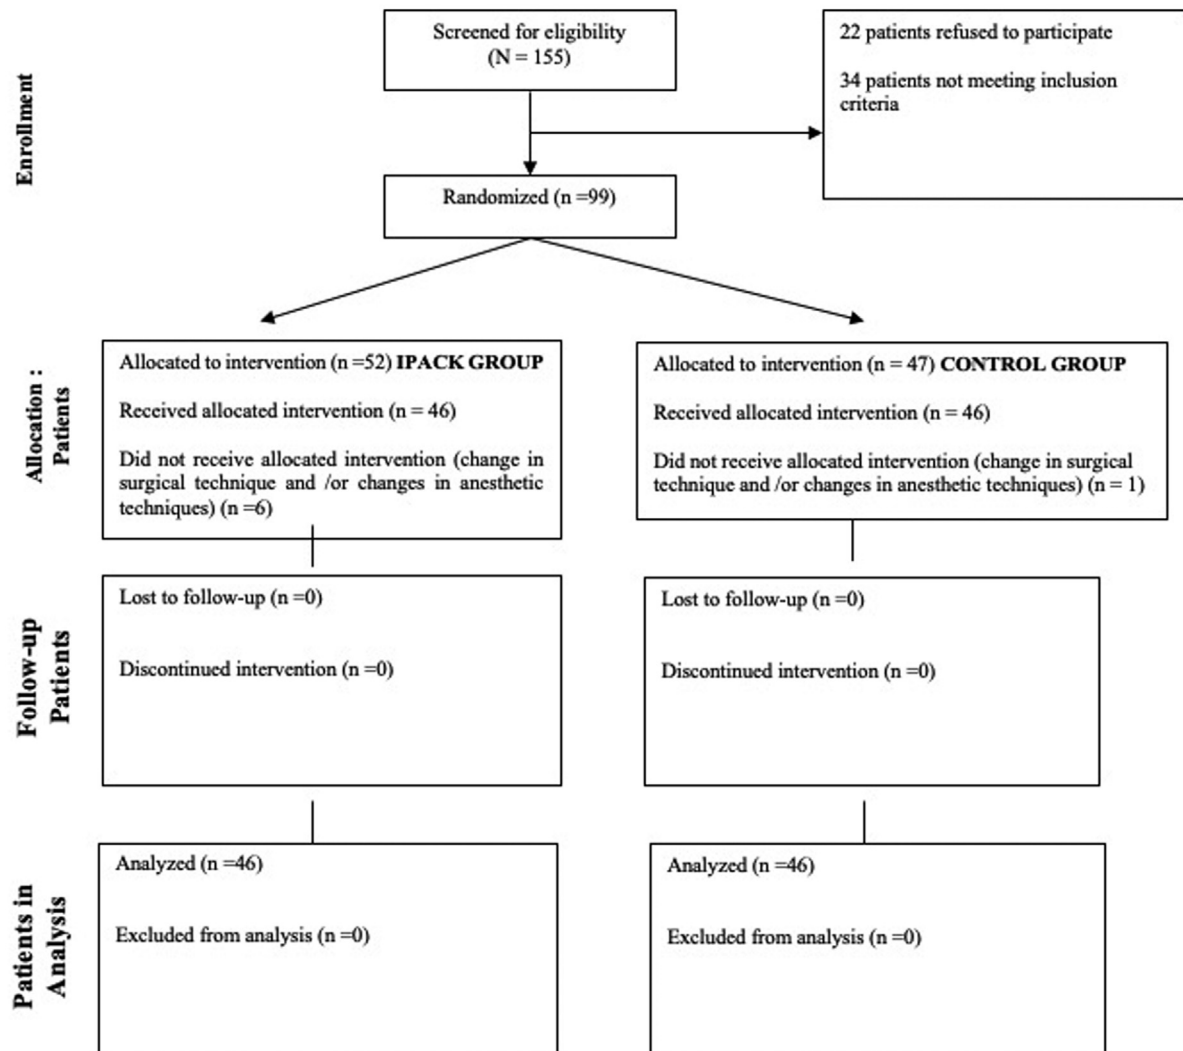 Enrollment
Screened for eligibility
(N = 155)
22 patients refused to participate
34 patients not meeting inclusion
criteria
Randomized (n =99)
Allocation :
Patients
Allocated to intervention (n =52) IPACK GROUP
Received allocated intervention (n = 46)
Did not receive allocated intervention (change in
surgical technique and /or changes in anesthetic
techniques) (n =6)
Allocated to intervention (n = 47) CONTROL GROUP
Received allocated intervention (n = 46)
Did not receive allocated intervention (change in surgical
technique and /or changes in anesthetic techniques) (n = 1)
Follow-up
Patients
Lost to follow-up (n =0)
Discontinued intervention (n =0)
Lost to follow-up (n =0)
Discontinued intervention (n =0)
Patients in
Analysis
Analyzed (n =46)
Excluded from analysis (n =0)
Analyzed (n =46)
Excluded from analysis (n =0)